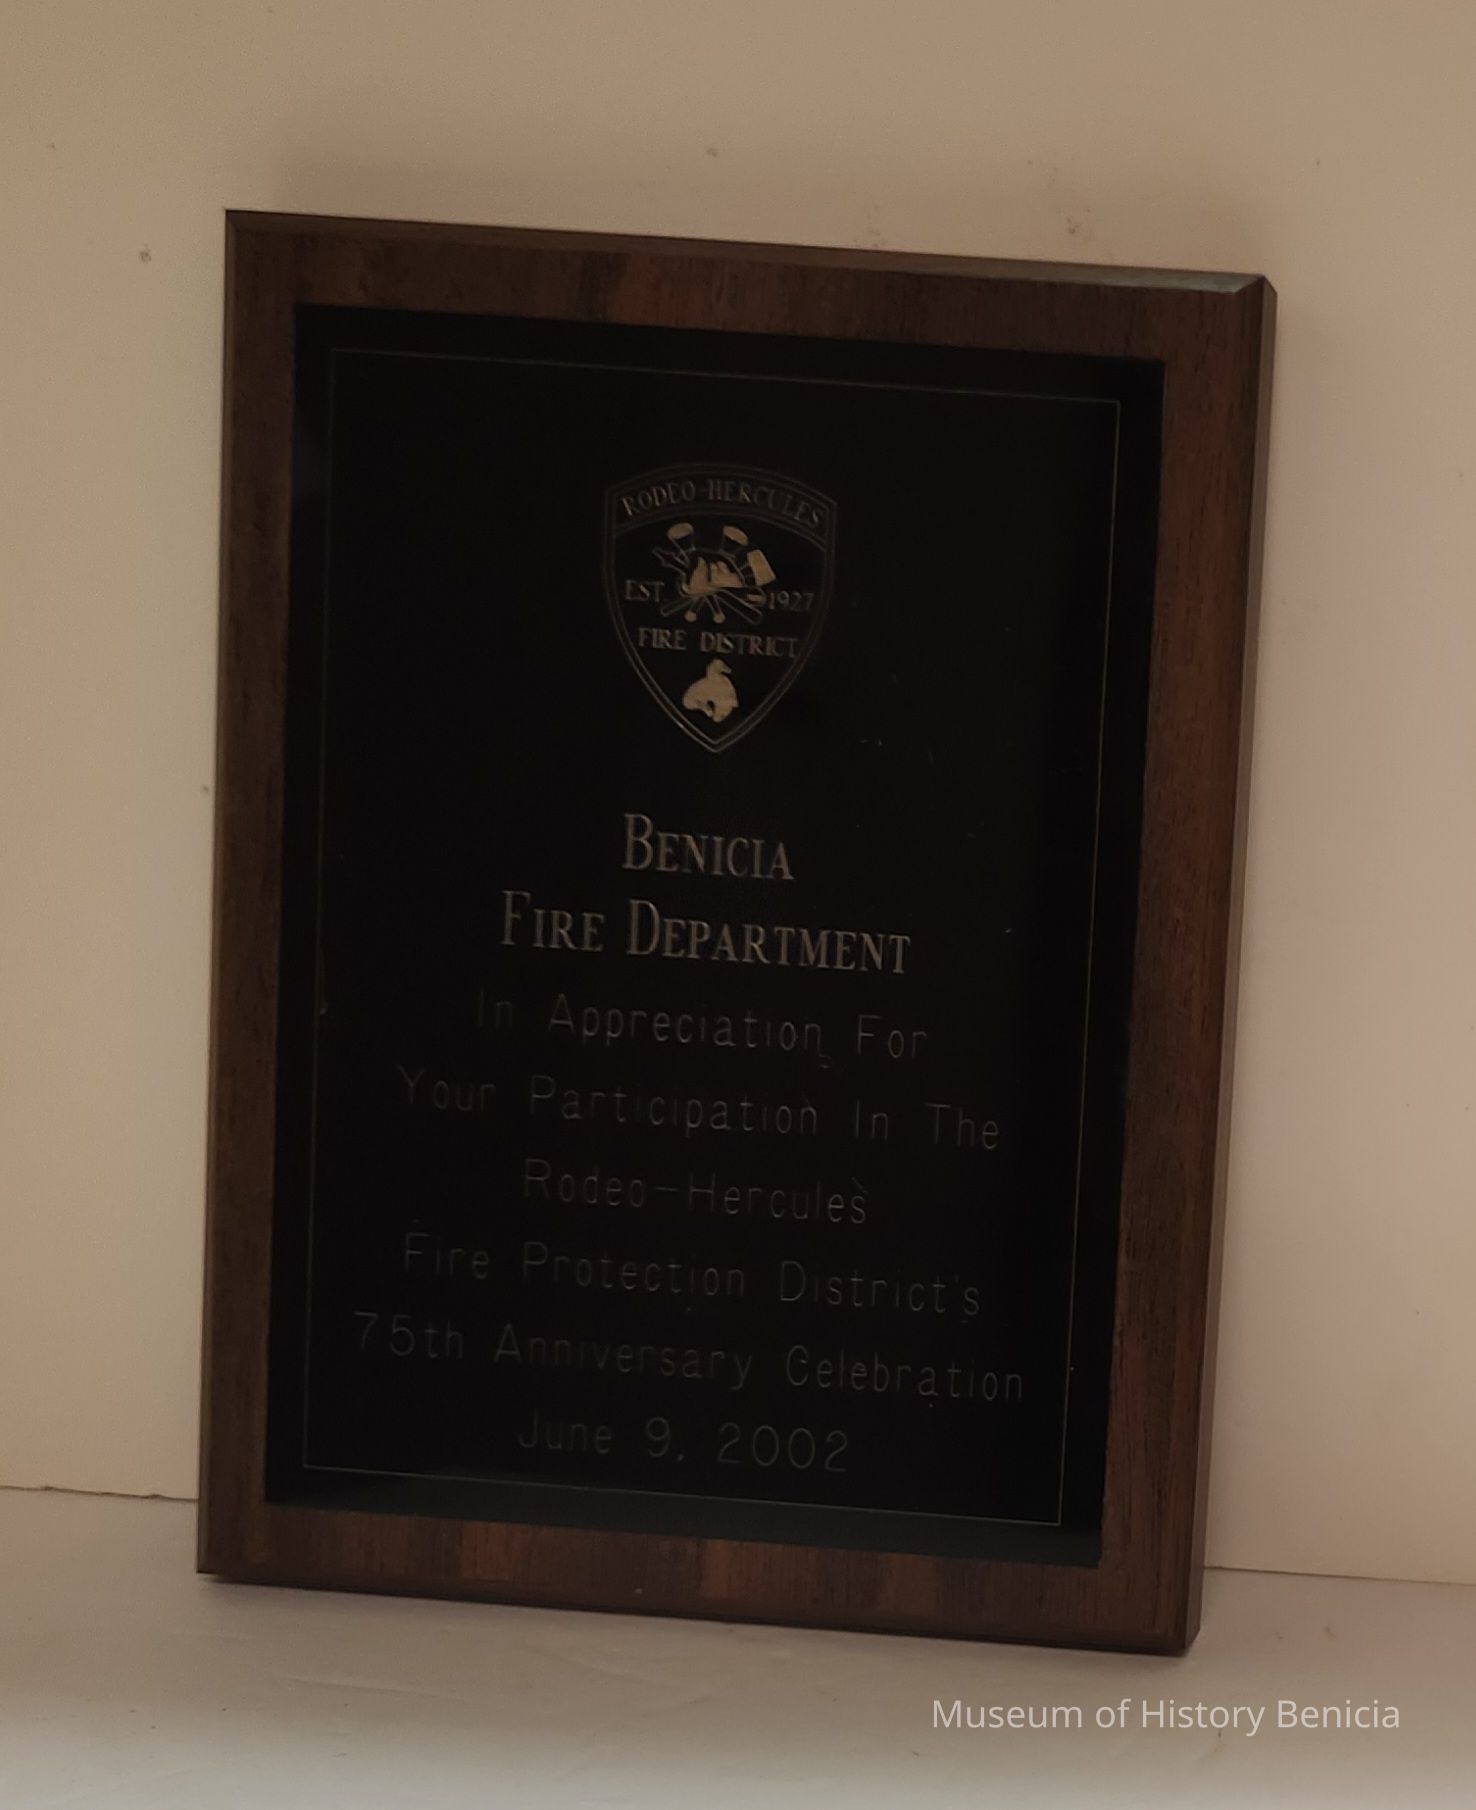 RODEO-HERCULES
EST 1927
FIRE DISTRICT
BENICIA
FIRE DEPARTMENT
In Appreciation For
Your Participation In The
Rodeo-Hercules
Fire Protection District's
75th Anniversary Celebration
June 9, 2002
Museum of History Benicia